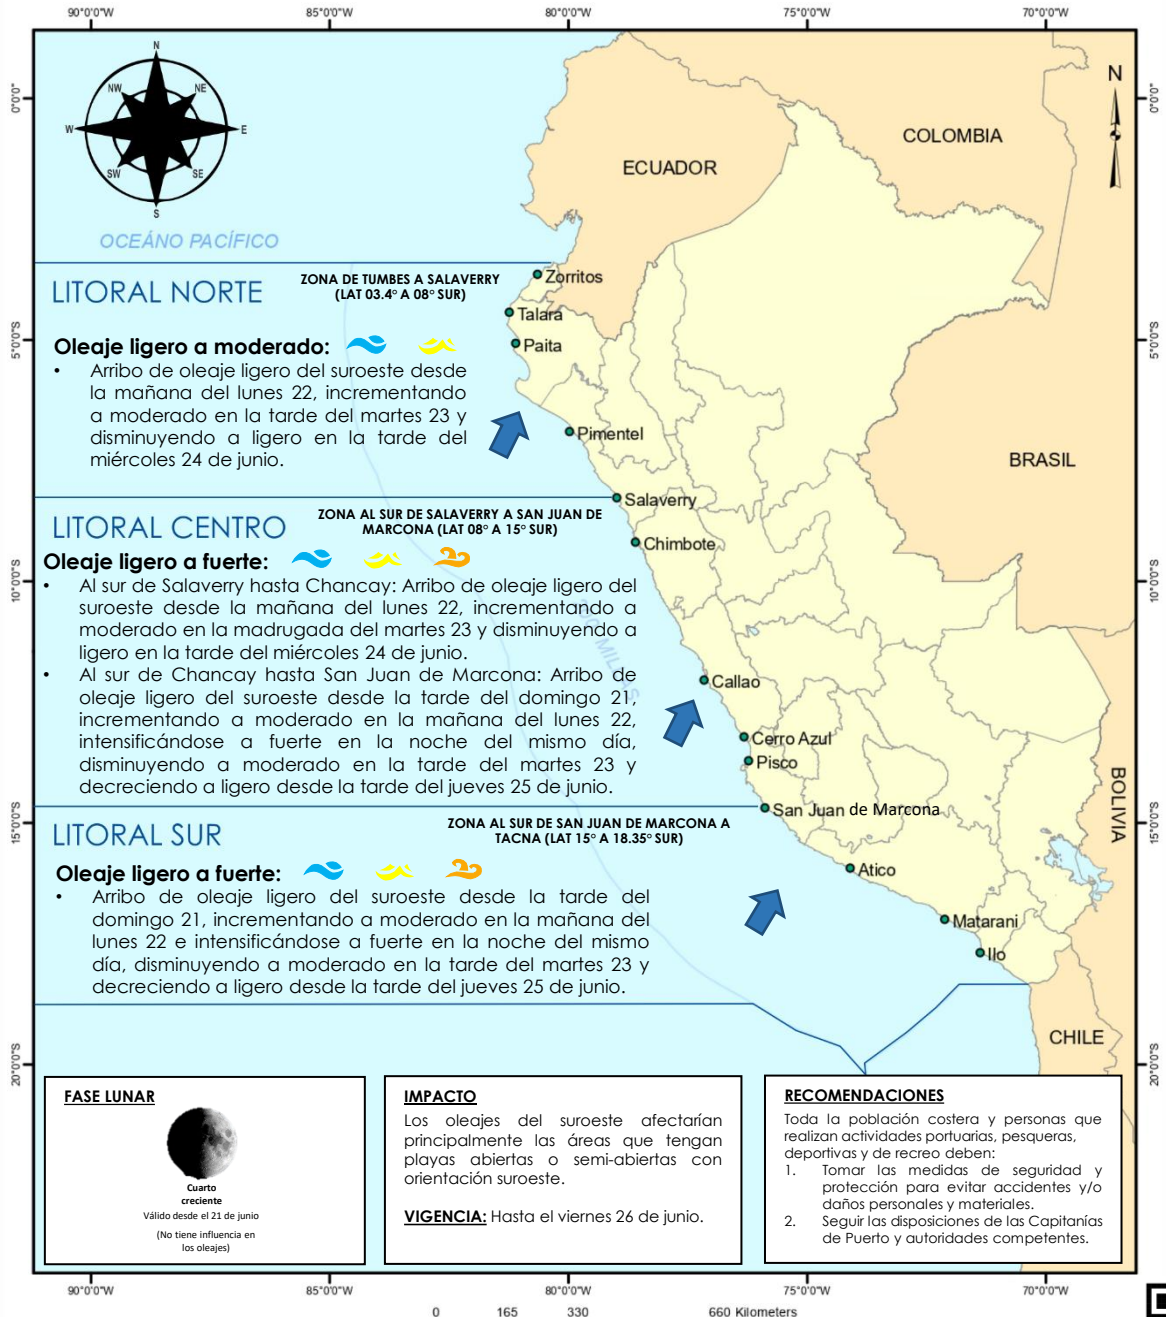 90°0'0"W 85°0'0"W 80°0'0"W 75°0'0"W 70°0'0"W
N
NW NE
W E
SW SE
S
N
0°0'0" 0°0'0"
COLOMBIA
ECUADOR
OCEÁNO PACÍFICO
LITORAL NORTE
ZONA DE TUMBES A SALAVERRY
(LAT 03.4° A 08° SUR)
Zorritos
Talara
Paita
5°0'0"S 5°0'0"S
Oleaje ligero a moderado:
• Arribo de oleaje ligero del suroeste desde
la mañana del lunes 22, incrementando
a moderado en la tarde del martes 23 y
disminuyendo a ligero en la tarde del
miércoles 24 de junio.
Pimentel
BRASIL
Salaverry
LITORAL CENTRO
ZONA AL SUR DE SALAVERRY A SAN JUAN DE
MARCONA (LAT 08° A 15° SUR)
Chimbote
Oleaje ligero a fuerte:
10°0'0"S 10°0'0"S
• Al sur de Salaverry hasta Chancay: Arribo de oleaje ligero del
suroeste desde la mañana del lunes 22, incrementando a
moderado en la madrugada del martes 23 y disminuyendo a
ligero en la tarde del miércoles 24 de junio.
• Al sur de Chancay hasta San Juan de Marcona: Arribo de
oleaje ligero del suroeste desde la tarde del domingo 21,
incrementando a moderado en la mañana del lunes 22,
intensificándose a fuerte en la noche del mismo día,
disminuyendo a moderado en la tarde del martes 23 y
decreciendo a ligero desde la tarde del jueves 25 de junio.
MILLAS
Callao
Cerro Azul
Pisco
BOLIVIA
San Juan de Marcona
15°0'0"S 15°0'0"S
LITORAL SUR
ZONA AL SUR DE SAN JUAN DE MARCONA A
TACNA (LAT 15° A 18.35° SUR)
Oleaje ligero a fuerte:
• Arribo de oleaje ligero del suroeste desde la tarde del
domingo 21, incrementando a moderado en la mañana del
lunes 22 e intensificándose a fuerte en la noche del mismo
día, disminuyendo a moderado en la tarde del martes 23 y
decreciendo a ligero desde la tarde del jueves 25 de junio.
Atico
Matarani
Ilo
CHILE
20°0'0"S 20°0'0"S
FASE LUNAR
Cuarto
creciente
Válido desde el 21 de junio
(No tiene influencia en
los oleajes)
IMPACTO
Los oleajes del suroeste afectarían
principalmente las áreas que tengan
playas abiertas o semi-abiertas con
orientación suroeste.
VIGENCIA: Hasta el viernes 26 de junio.
RECOMENDACIONES
Toda la población costera y personas que
realizan actividades portuarias, pesqueras,
deportivas y de recreo deben:
1. Tomar las medidas de seguridad y
protección para evitar accidentes y/o
daños personales y materiales.
2. Seguir las disposiciones de las Capitanías
de Puerto y autoridades competentes.
90°0'0"W 85°0'0"W 80°0'0"W 75°0'0"W 70°0'0"W
0 165 330 660 Kilometers